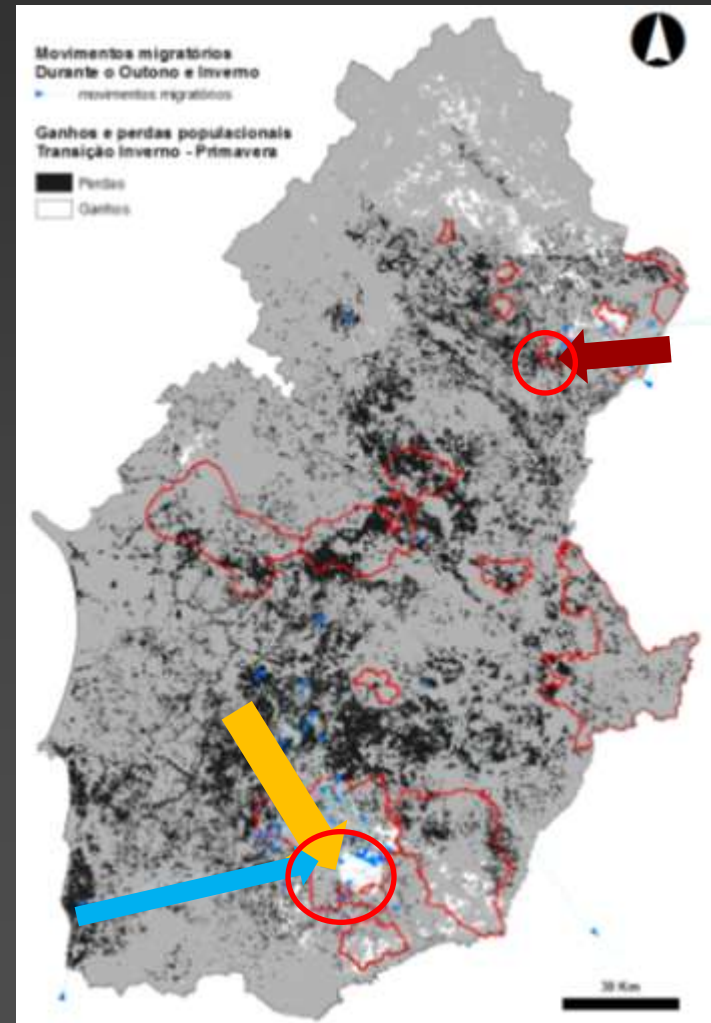 Movimentos migratórios
Durante o Outono e Inverno
movimentos migratórios
Ganhos e perdas populacionais
Transição Inverno - Primavera
Perdas
Ganhos
30 Km